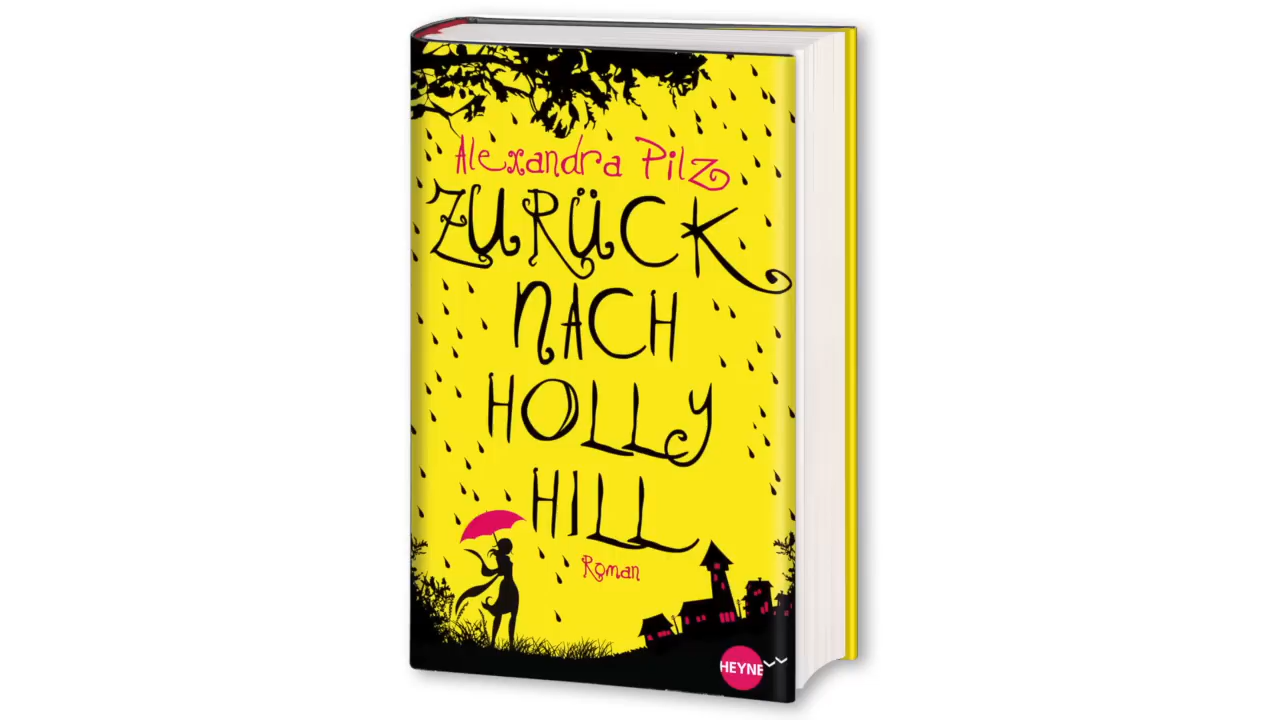 Alexandra Pilz
ZURÜCK
NACH
HOLLY
HILL
Roman
HEYNE